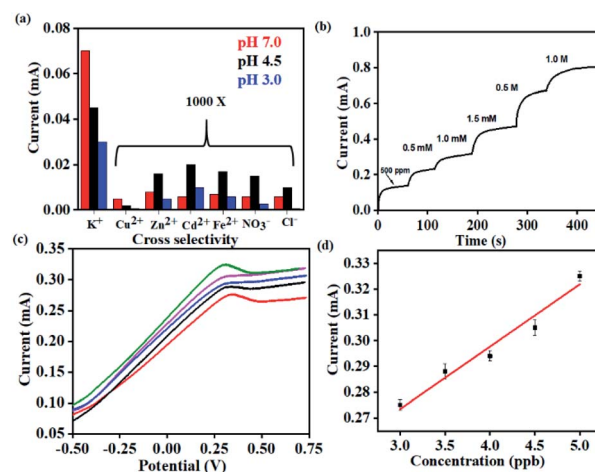 (a)
pH 7.0
pH 4.5
pH 3.0
1000 X
Current (mA)
0.08
0.06
0.04
0.02
0.00
K⁺ Cu²⁺ Zn²⁺ Cd²⁺ Fe²⁺ NO₃⁻ Cl⁻
Cross selectivity
(b)
Current (mA)
1.0
0.8
0.6
0.4
0.2
0.0
500 ppm
0.5 mM
1.0 mM
1.5 mM
0.5 M
1.0 M
0 100 200 300 400
Time (s)
(c)
Current (mA)
0.35
0.30
0.25
0.20
0.15
0.10
0.05
-0.50 -0.25 0.00 0.25 0.50 0.75
Potential (V)
(d)
Current (mA)
0.33
0.32
0.31
0.30
0.29
0.28
0.27
3.0 3.5 4.0 4.5 5.0
Concentration (ppb)